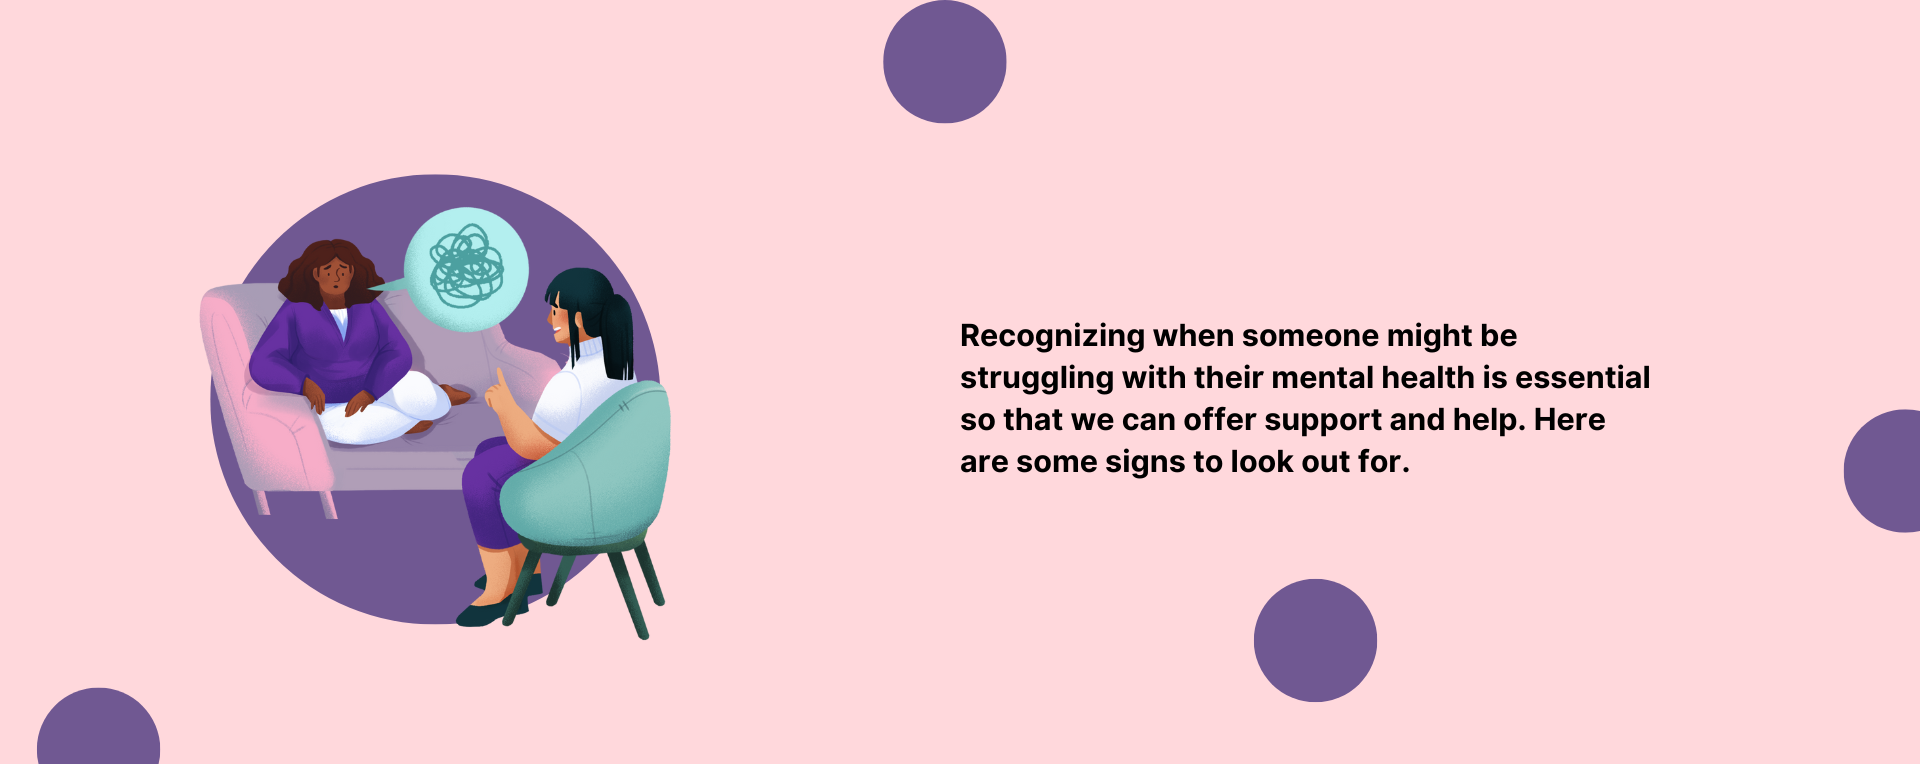 Recognizing when someone might be
struggling with their mental health is essential
so that we can offer support and help. Here
are some signs to look out for.